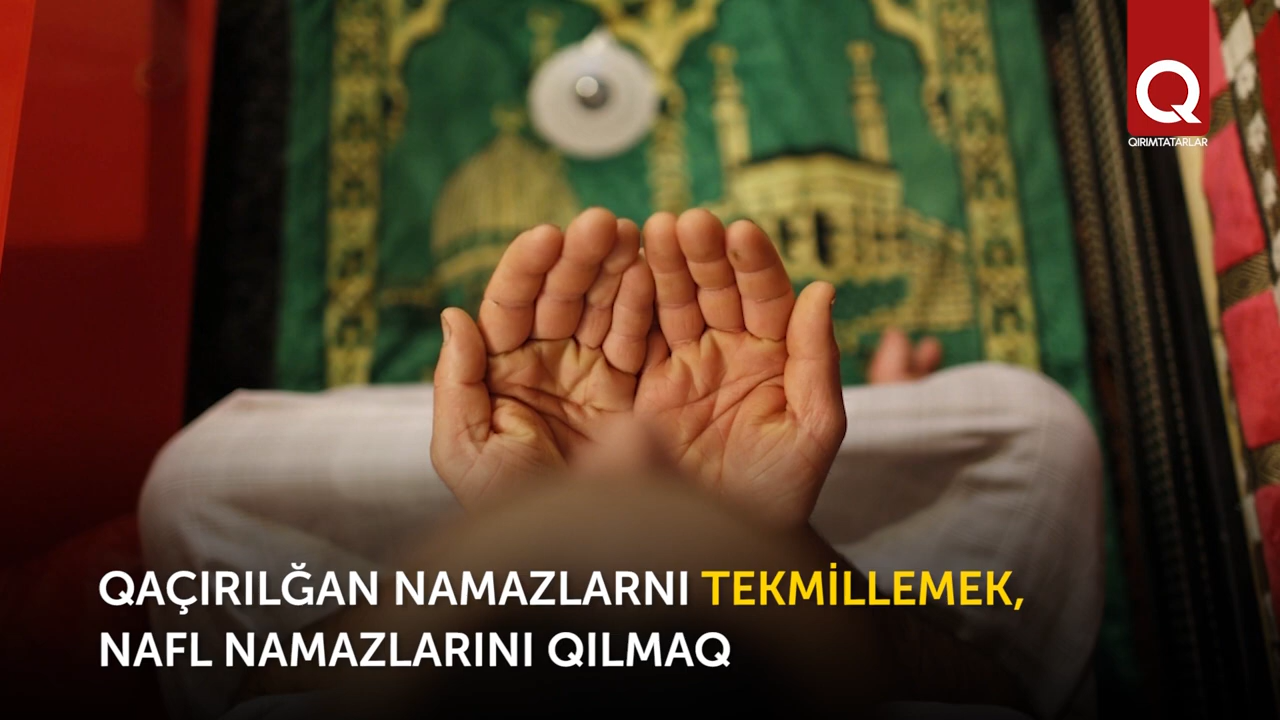 Q
QIRIMTATARLAR
QAÇIRILĞAN NAMAZLARNI TEKMİLLEMEK,
NAFL NAMAZLARINI QILMAQ